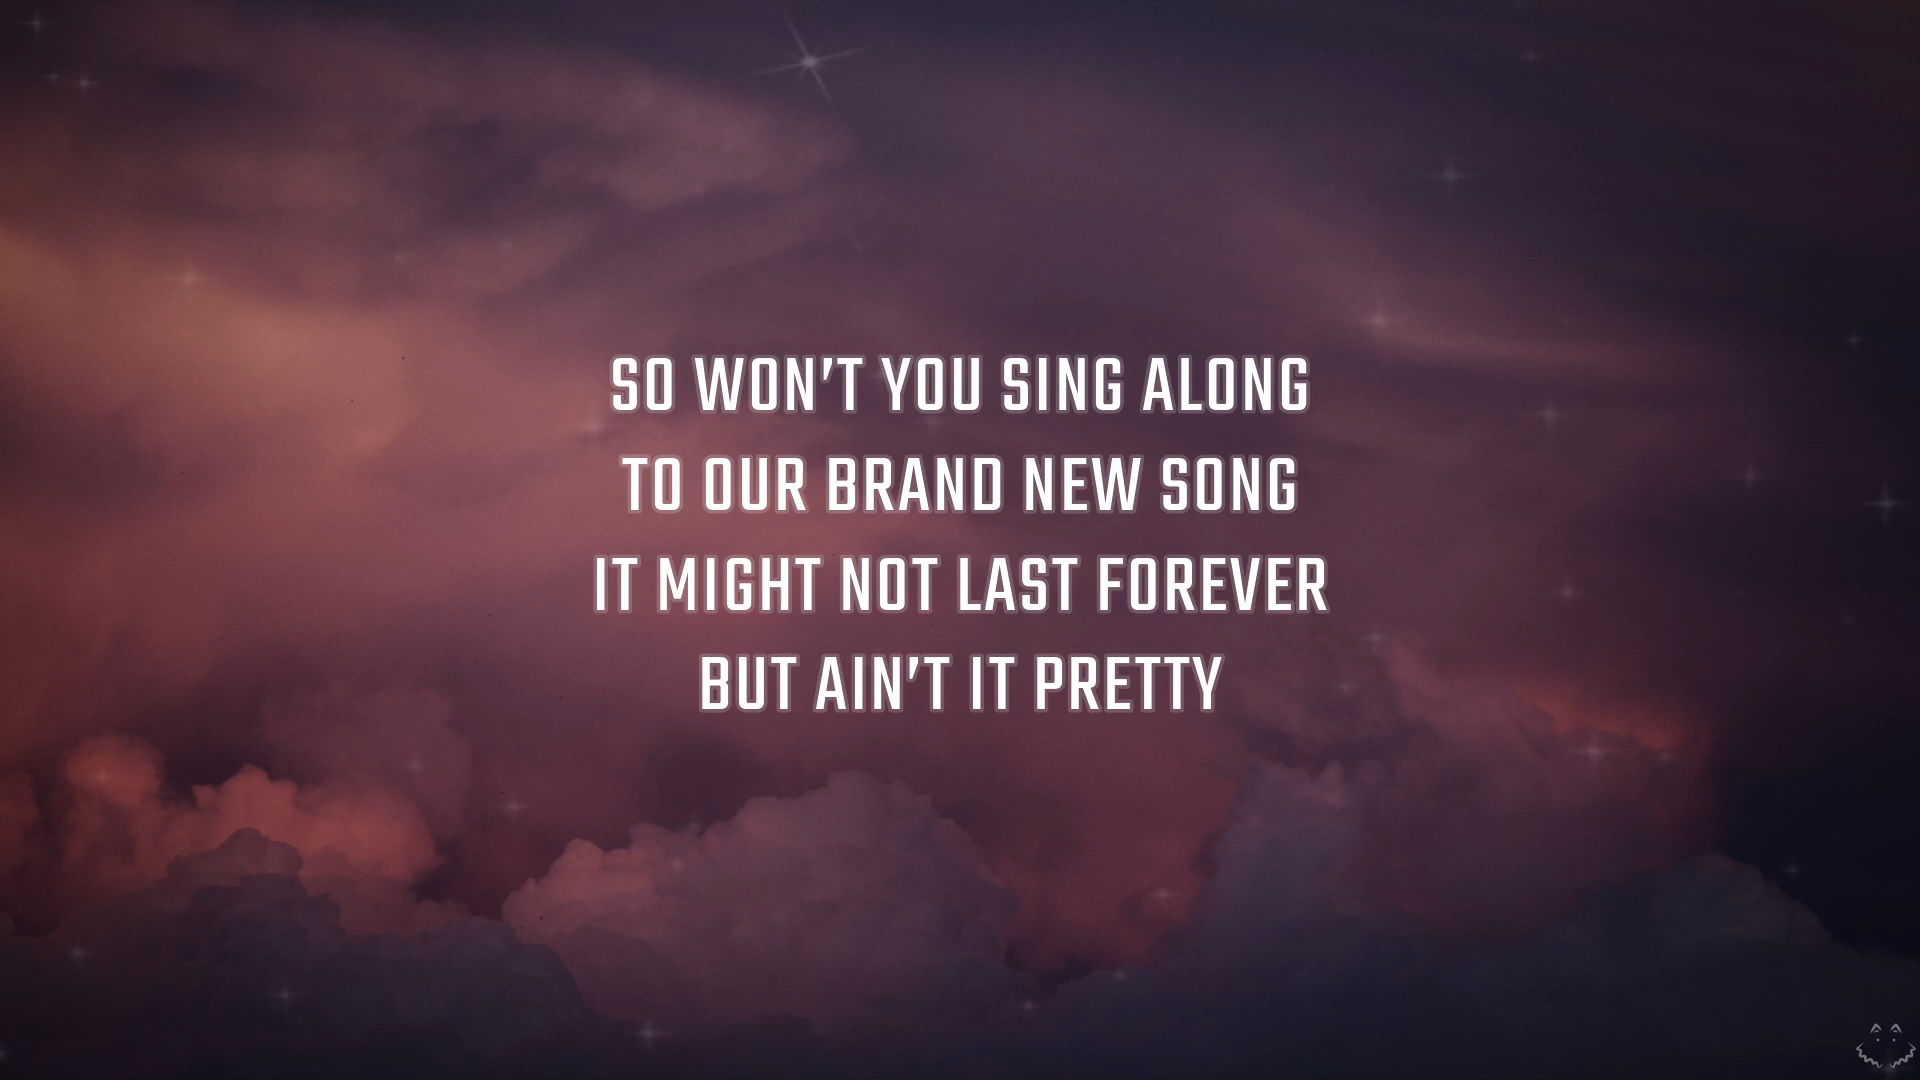 SO WON'T YOU SING ALONG
TO OUR BRAND NEW SONG
IT MIGHT NOT LAST FOREVER
BUT AIN'T IT PRETTY